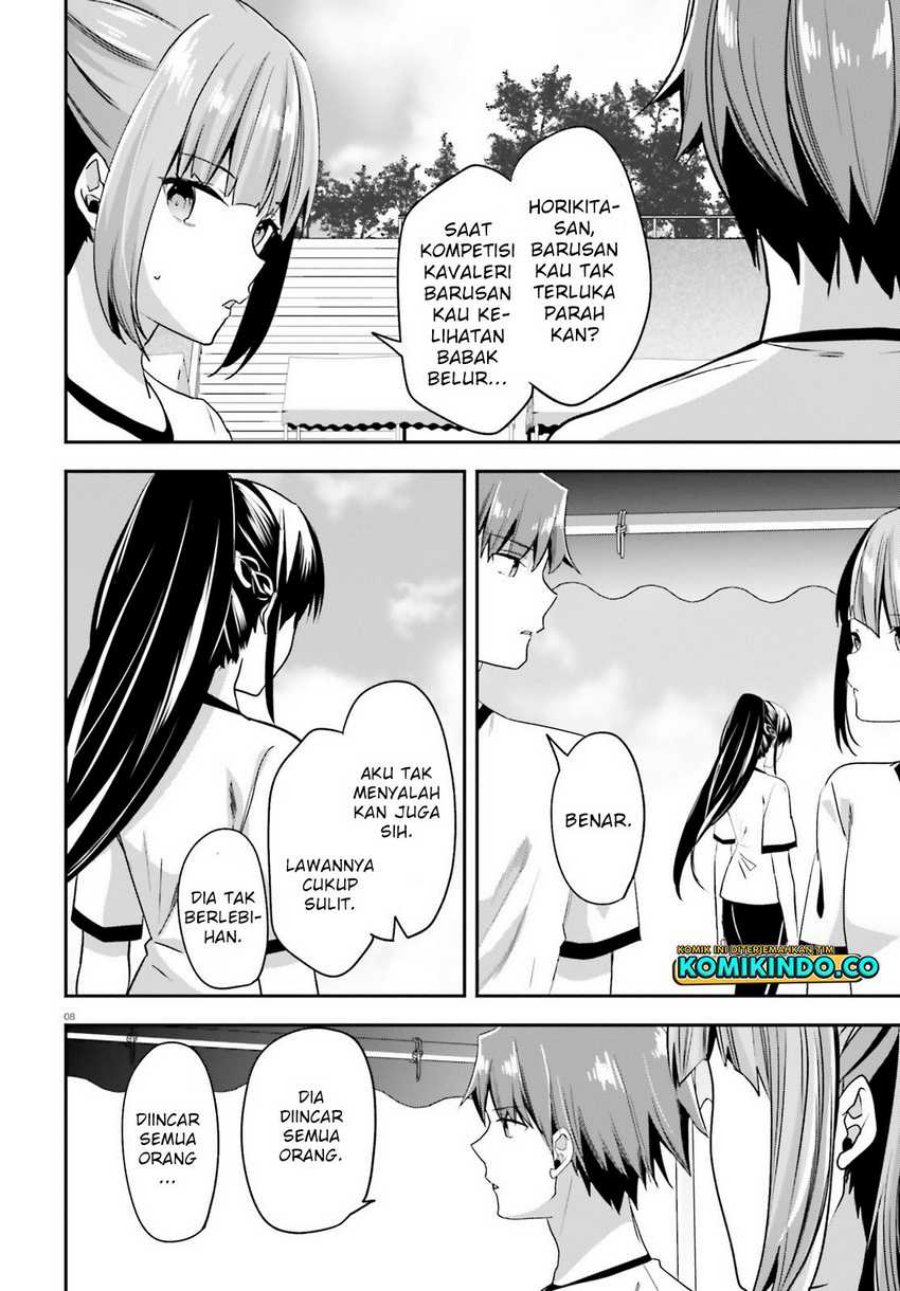 HORIKITA-
SAN,
BARUSAN
KAU TAK
TERLUKA
PARAH
KAN?
SAAT
KOMPETISI
KAVALERI
BARUSAN
KAU KE-
LIHATAN
BABAK
BELUR...
BENAR.
AKU TAK
MENYALAH
KAN JUGA
SIH.
LAWANNYA
CUKUP
SULIT.
DIA TAK
BERLEBI-
HAN.
KOMIK INI DITERJEMAHKAN TIM
KOMIKINDO.CO
08
DIA
DIINCAR
SEMUA
ORANG.
DIINCAR
SEMUA
ORANG
...